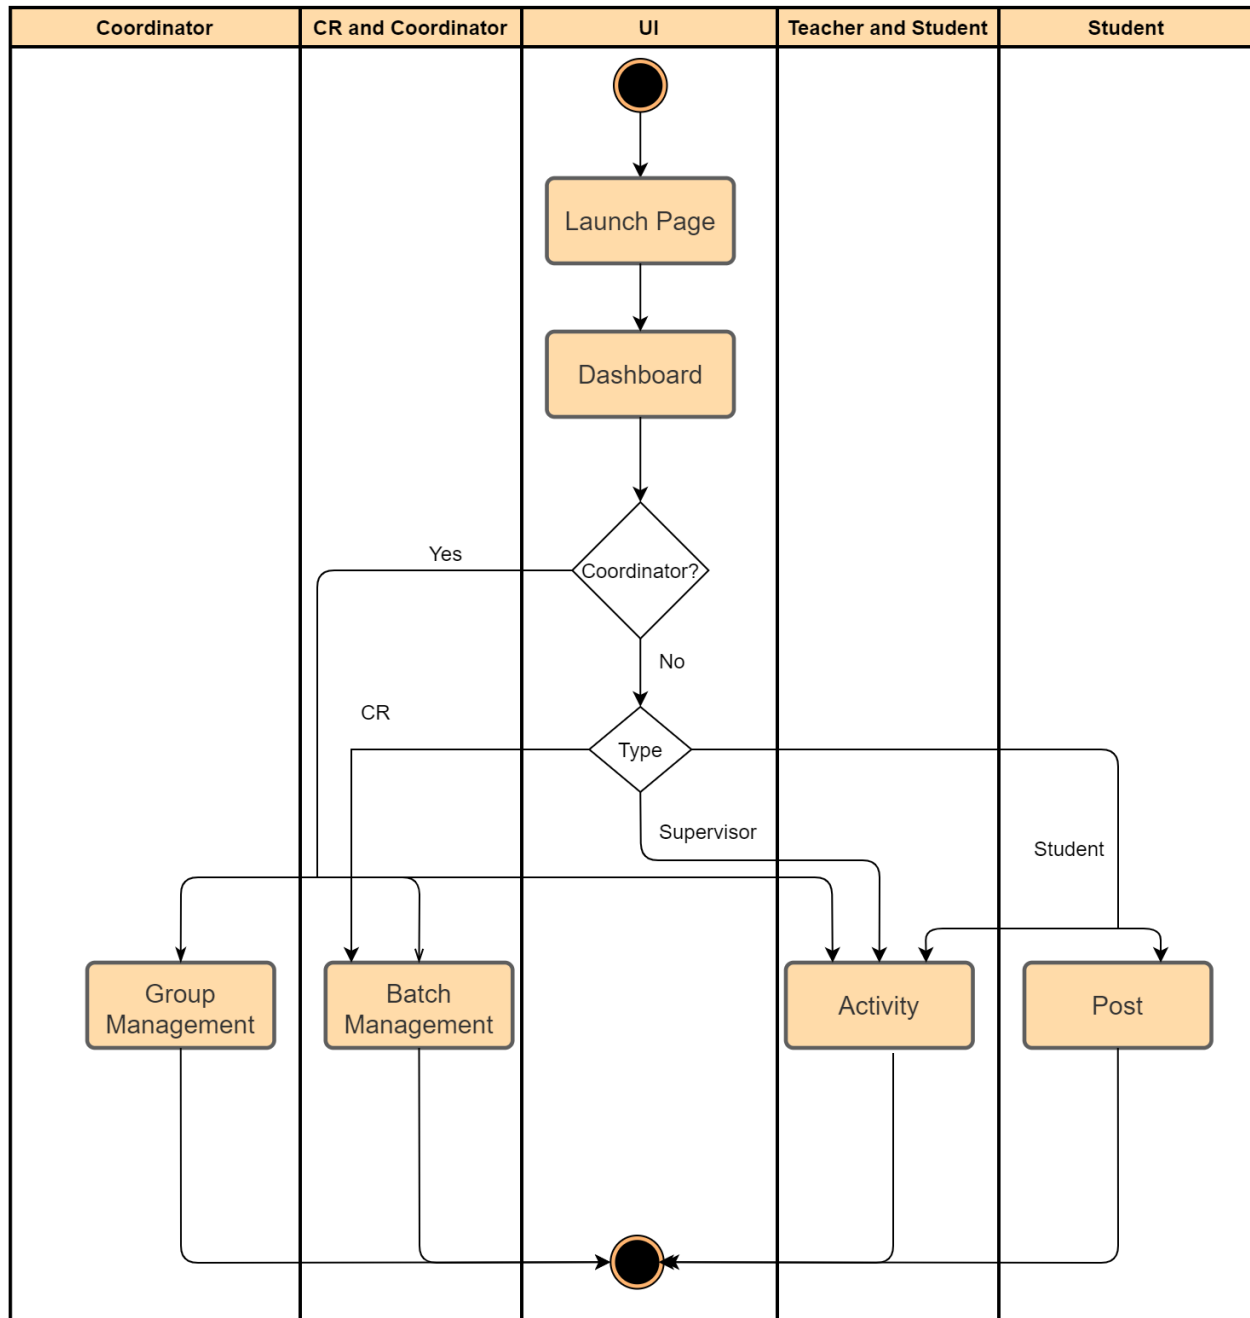 Coordinator
CR and Coordinator
UI
Teacher and Student
Student
Launch Page
Dashboard
Yes
Coordinator?
No
CR
Type
Supervisor
Student
Group
Management
Batch
Management
Activity
Post